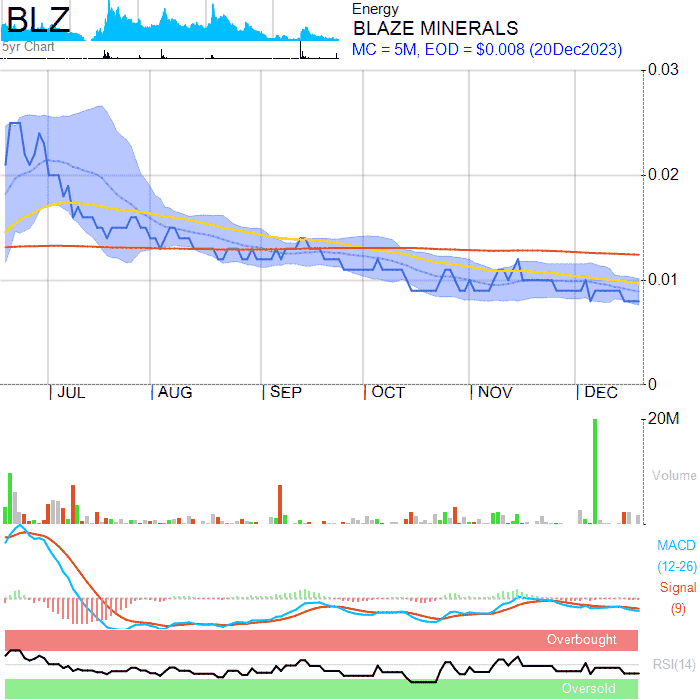 BLZ
5yr Chart
Energy
BLAZE MINERALS
MC = 5M, EOD = $0.008 (20Dec2023)
0.03
0.02
0.01
0
JUL AUG SEP OCT NOV DEC
20M
Volume
MACD
(12-26)
Signal
(9)
Overbought
RSI(14)
Oversold